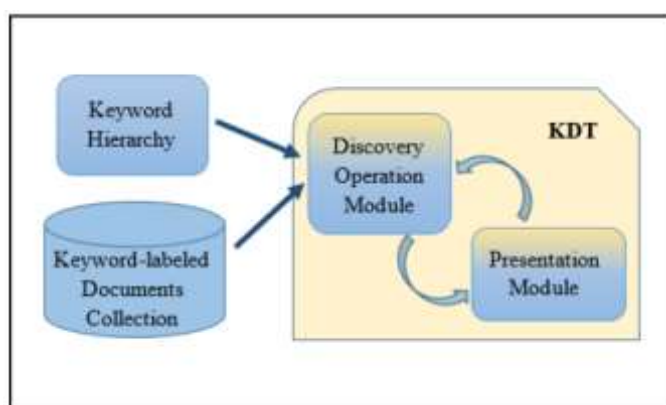 Keyword
Hierarchy
Keyword-labeled
Documents
Collection
KDT
Discovery
Operation
Module
Presentation
Module